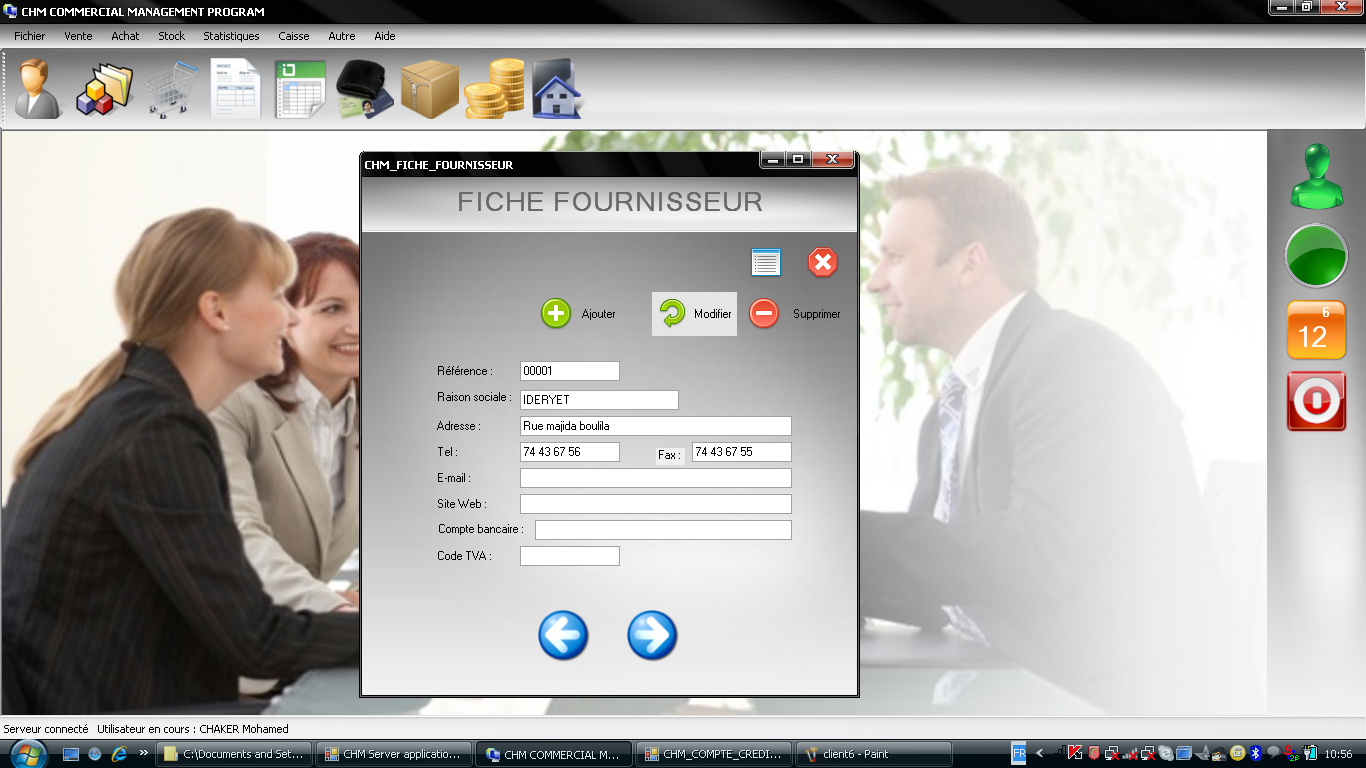 CHM COMMERCIAL MANAGEMENT PROGRAM
Fichier Vente Achat Stock Statistiques Caisse Autre Aide
INVOICE
CHM_FICHE_FOURNISSEUR
FICHE FOURNISSEUR
Ajouter Modifier Supprimer
Référence : 00001
Raison sociale : IDERYET
Adresse : Rue majida boulila
Tel : 74 43 67 56 Fax : 74 43 67 55
E-mail :
Site Web :
Compte bancaire :
Code TVA :
6
12
Serveur connecté Utilisateur en cours : CHAKER Mohamed
C:\Documents and Set... CHM Server applicatio... CHM COMMERCIAL M... CHM_COMPTE_CREDI... client6 - Paint FR 10:56